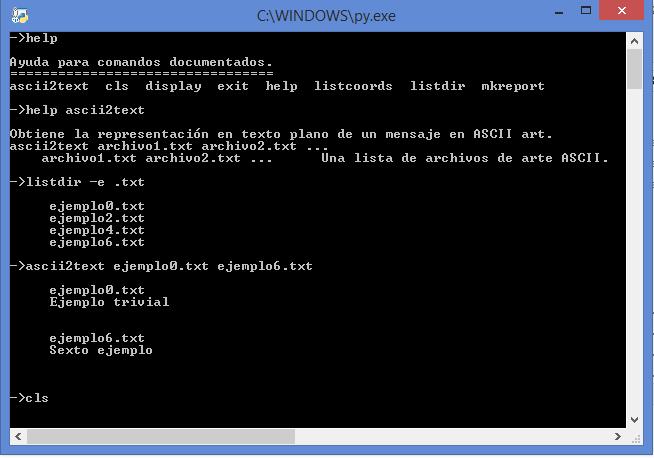 C:\WINDOWS\py.exe
->help
Ayuda para comandos documentados.
=================================
ascii2text  cls  display  exit  help  listcoords  listdir  mkreport
->help ascii2text
Obtiene la representación en texto plano de un mensaje en ASCII art.
ascii2text archivo1.txt archivo2.txt ...
    archivo1.txt archivo2.txt ...      Una lista de archivos de arte ASCII.
->listdir -e .txt
     ejemplo0.txt
     ejemplo2.txt
     ejemplo4.txt
     ejemplo6.txt
->ascii2text ejemplo0.txt ejemplo6.txt
     ejemplo0.txt
     Ejemplo trivial
     ejemplo6.txt
     Sexto ejemplo
->cls